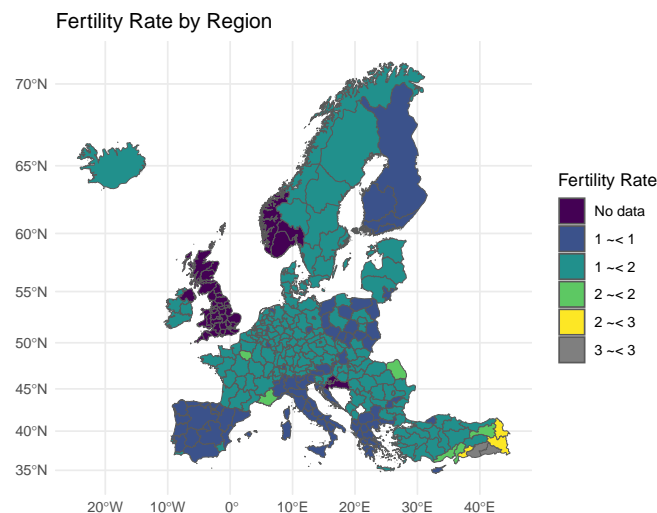 Fertility Rate by Region
70°N
65°N
60°N
55°N
50°N
45°N
40°N
35°N
20°W
10°W
0°
10°E
20°E
30°E
40°E
Fertility Rate
No data
1 ~< 1
1 ~< 2
2 ~< 2
2 ~< 3
3 ~< 3